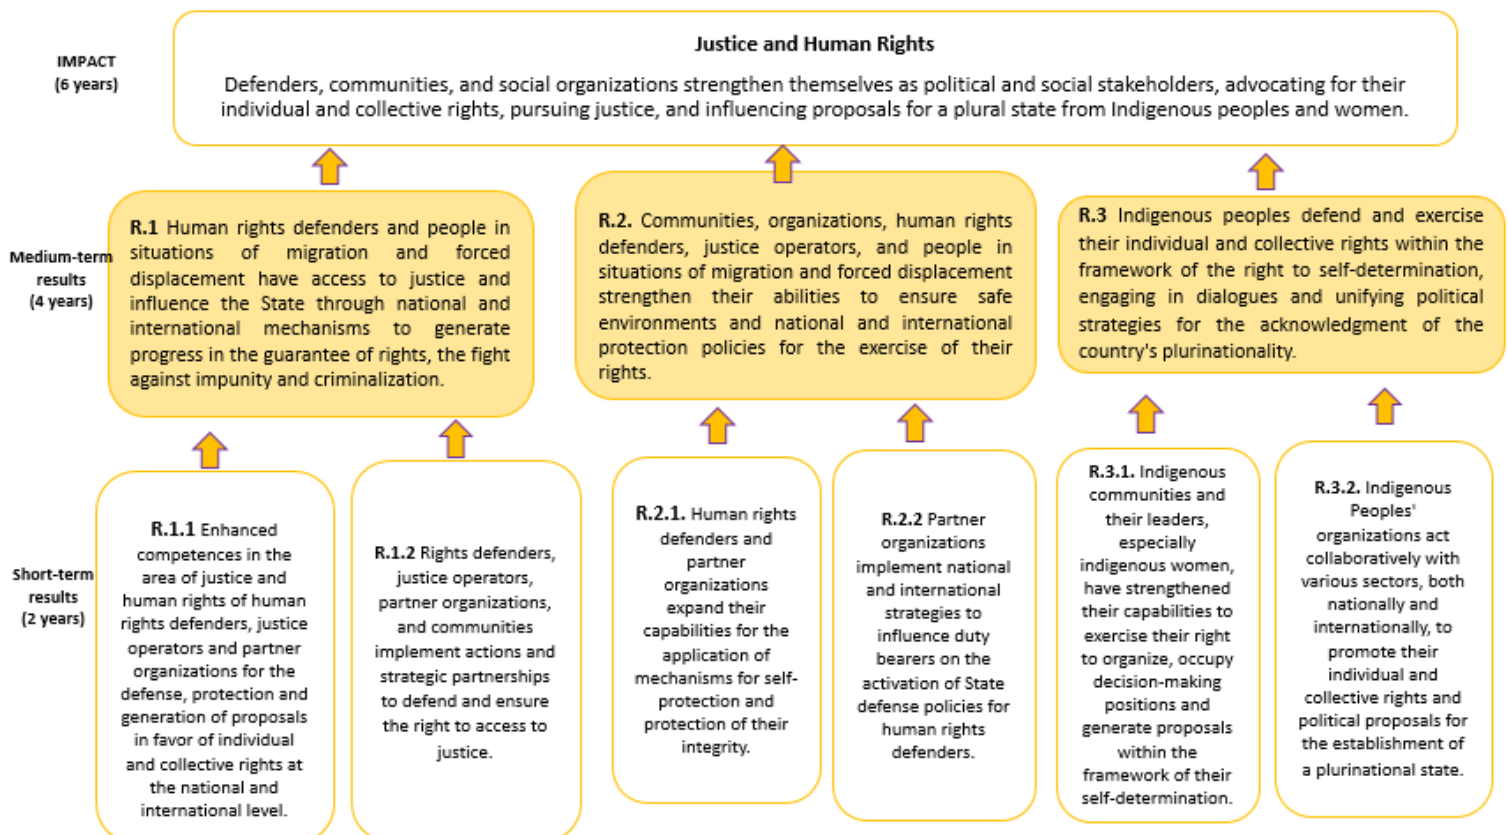 IMPACT
(6 years)
Justice and Human Rights
Defenders, communities, and social organizations strengthen themselves as political and social stakeholders, advocating for their
individual and collective rights, pursuing justice, and influencing proposals for a plural state from Indigenous peoples and women.
Medium-term
results
(4 years)
R.1 Human rights defenders and people in
situations of migration and forced
displacement have access to justice and
influence the State through national and
international mechanisms to generate
progress in the guarantee of rights, the fight
against impunity and criminalization.
R.2. Communities, organizations, human rights
defenders, justice operators, and people in
situations of migration and forced displacement
strengthen their abilities to ensure safe
environments and national and international
protection policies for the exercise of their
rights.
R.3 Indigenous peoples defend and exercise
their individual and collective rights within the
framework of the right to self-determination,
engaging in dialogues and unifying political
strategies for the acknowledgment of the
country's plurinationality.
Short-term
results
(2 years)
R.1.1 Enhanced
competences in the
area of justice and
human rights of human
rights defenders, justice
operators and partner
organizations for the
defense, protection and
generation of proposals
in favor of individual
and collective rights at
the national and
international level.
R.1.2 Rights defenders,
justice operators,
partner organizations,
and communities
implement actions and
strategic partnerships
to defend and ensure
the right to access to
justice.
R.2.1. Human rights
defenders and
partner
organizations
expand their
capabilities for the
application of
mechanisms for self-
protection and
protection of their
integrity.
R.2.2 Partner
organizations
implement national
and international
strategies to
influence duty
bearers on the
activation of State
defense policies for
human rights
defenders.
R.3.1. Indigenous
communities and
their leaders,
especially
indigenous women,
have strengthened
their capabilities to
exercise their right
to organize, occupy
decision-making
positions and
generate proposals
within the
framework of their
self-determination.
R.3.2. Indigenous
Peoples'
organizations act
collaboratively with
various sectors, both
nationally and
internationally, to
promote their
individual and
collective rights and
political proposals for
the establishment of
a plurinational state.